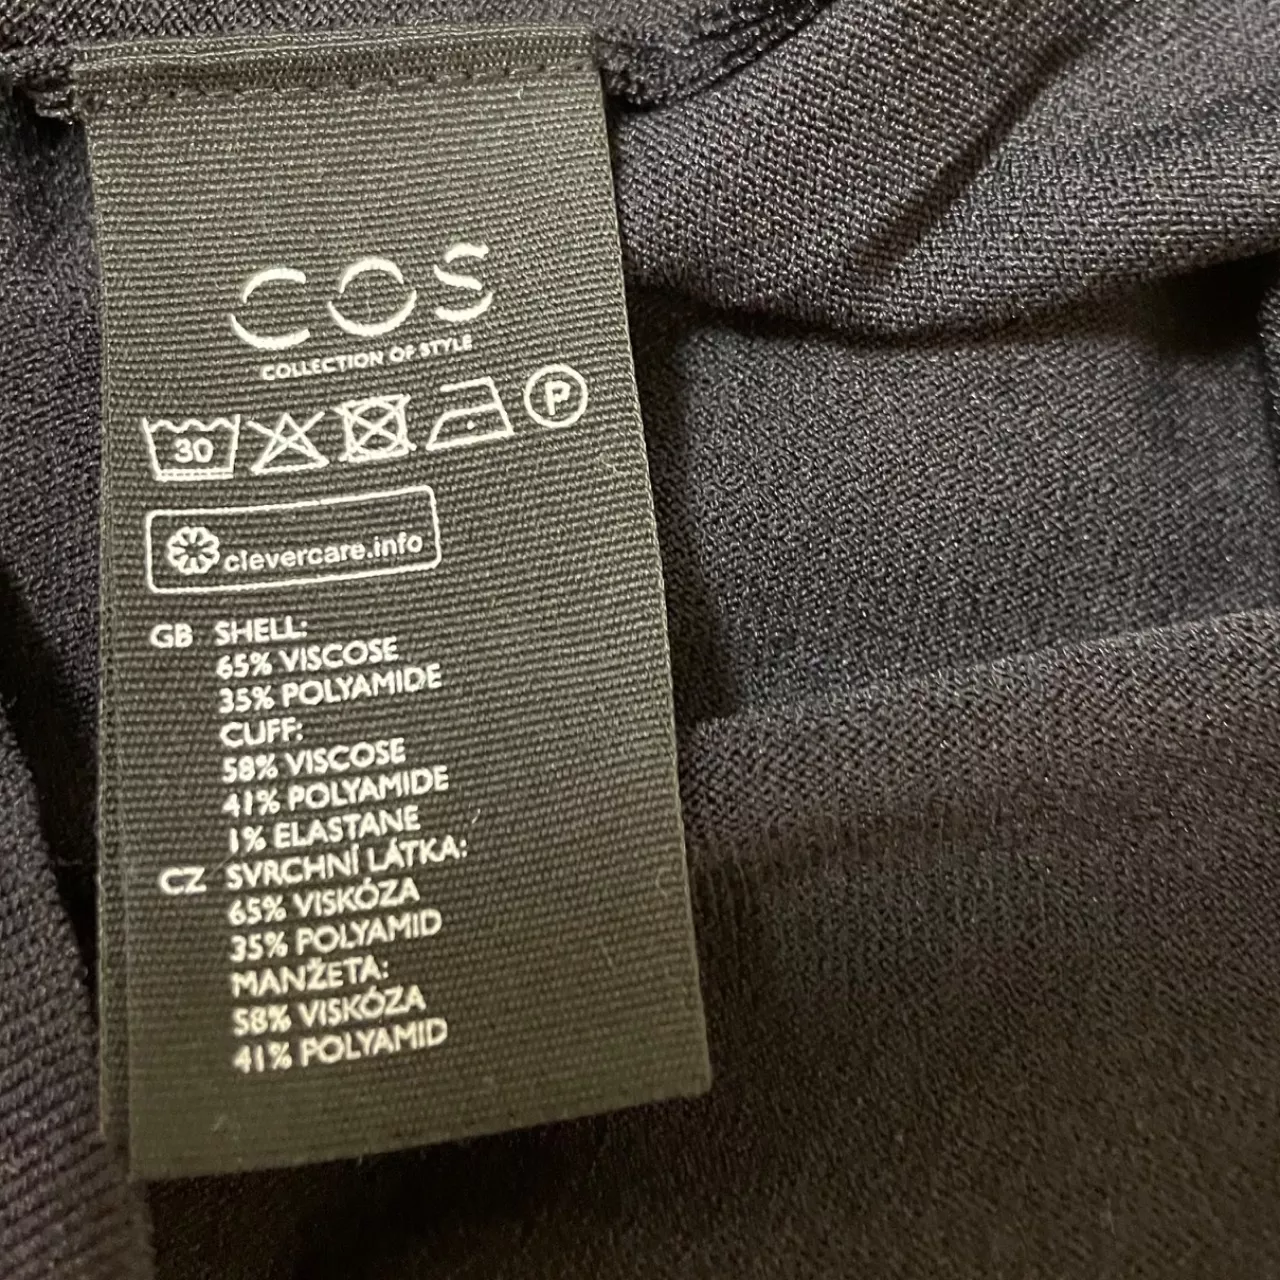 COS
COLLECTION OF STYLE
30 P
clevercare.info
GB SHELL:
65% VISCOSE
35% POLYAMIDE
CUFF:
58% VISCOSE
41% POLYAMIDE
1% ELASTANE
CZ SVRCHNÍ LÁTKA:
65% VISKÓZA
35% POLYAMID
MANŽETA:
58% VISKÓZA
41% POLYAMID